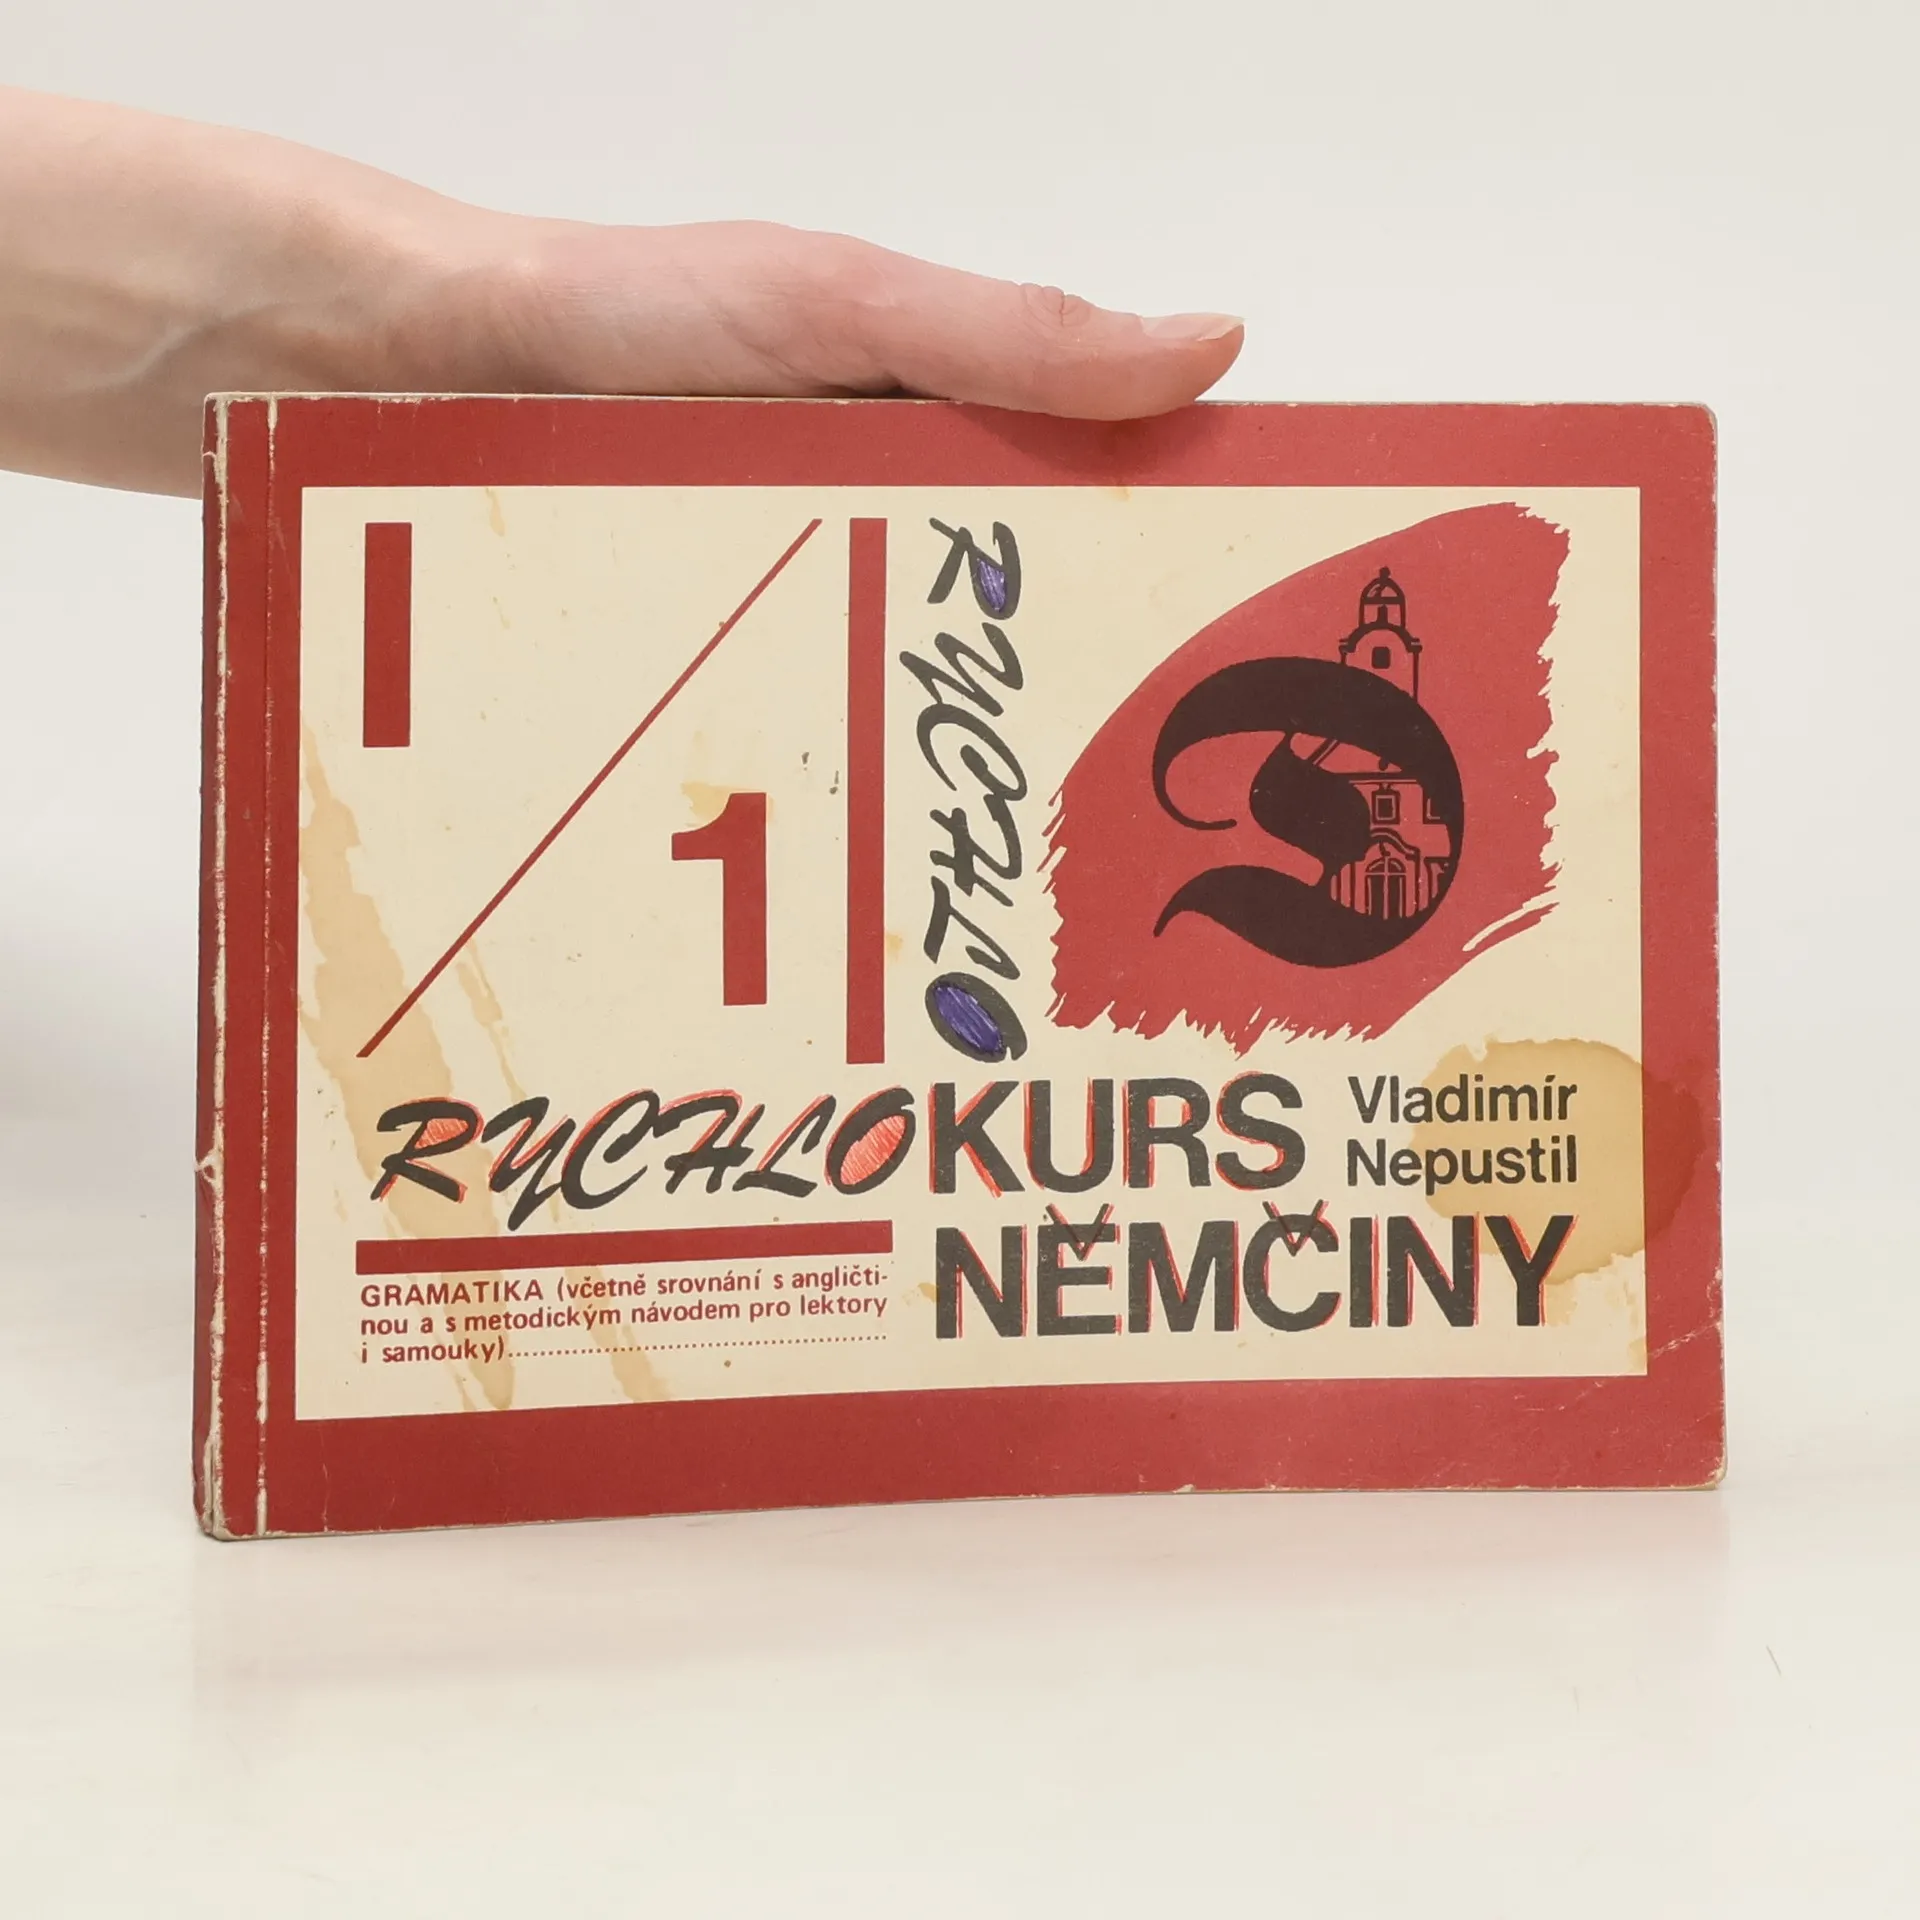 I/1
RYCHLO
RYCHLOKURS
NĚMČINY
Vladimír
Nepustil
GRAMATIKA (včetně srovnání s angličti-
nou a s metodickým návodem pro lektory
i samouky)
D